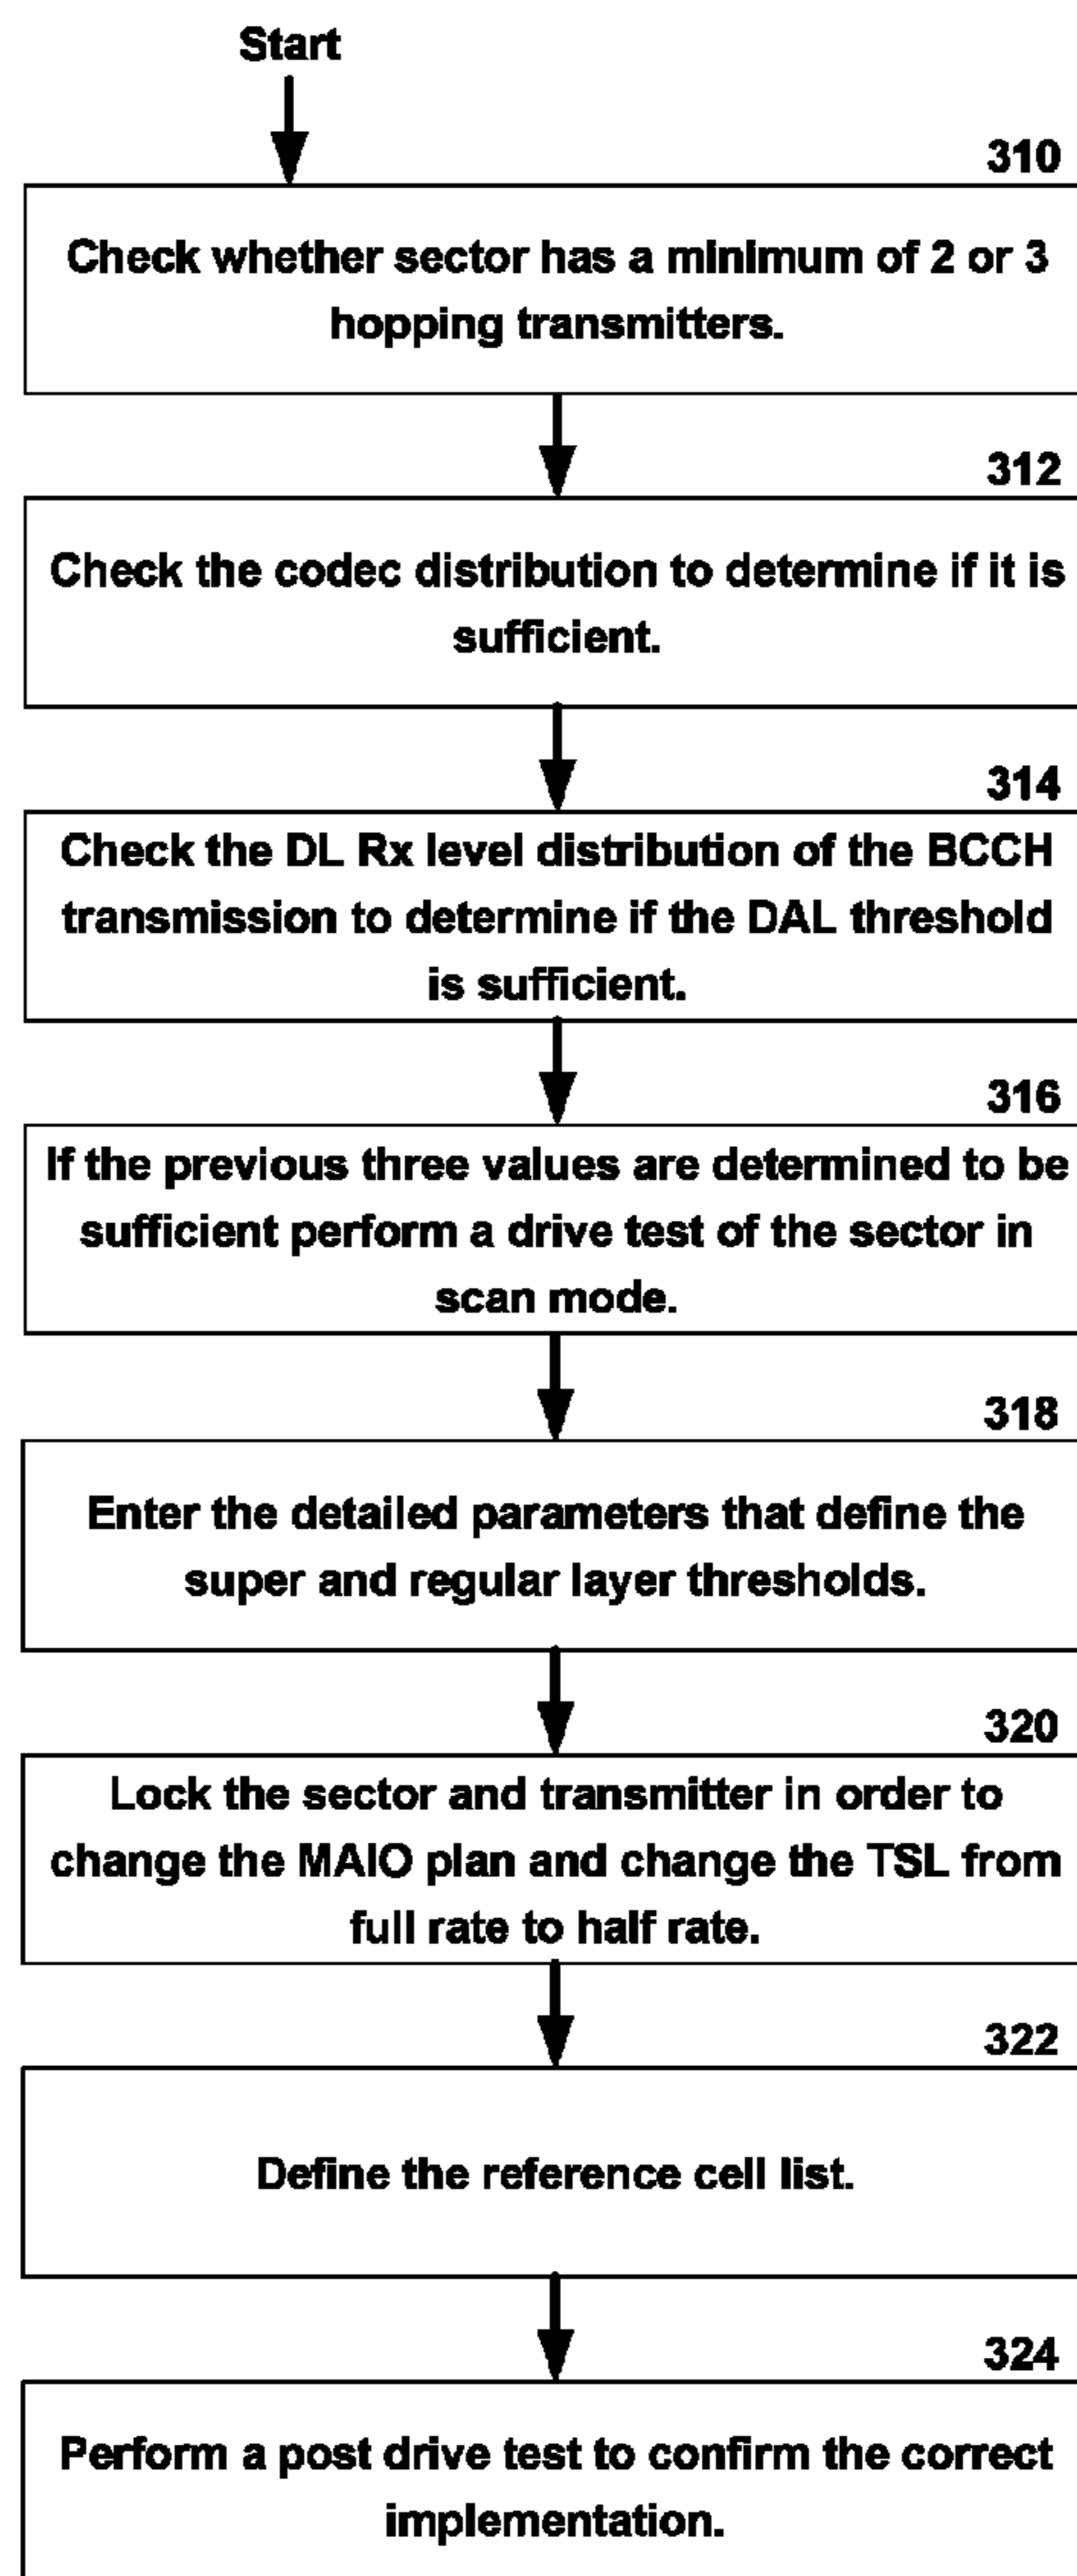 Start
310
Check whether sector has a minimum of 2 or 3
hopping transmitters.
312
Check the codec distribution to determine if it is
sufficient.
314
Check the DL Rx level distribution of the BCCH
transmission to determine if the DAL threshold
is sufficient.
316
If the previous three values are determined to be
sufficient perform a drive test of the sector in
scan mode.
318
Enter the detailed parameters that define the
super and regular layer thresholds.
320
Lock the sector and transmitter in order to
change the MAIO plan and change the TSL from
full rate to half rate.
322
Define the reference cell list.
324
Perform a post drive test to confirm the correct
implementation.